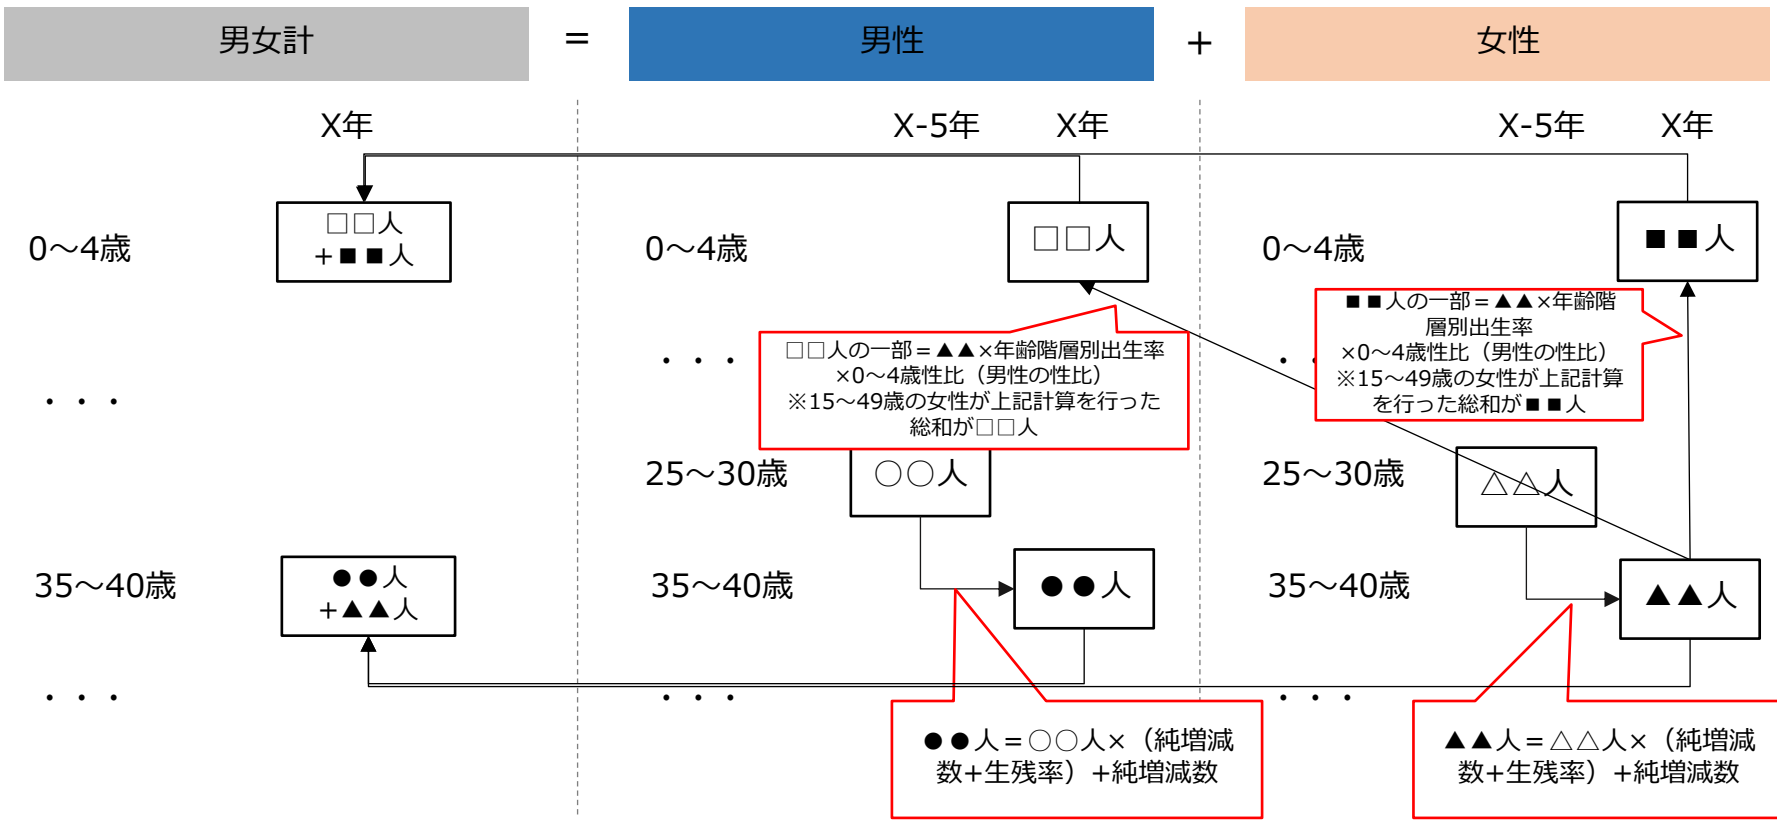 男女計
=
男性
+
女性
X年
X-5年 X年
X-5年 X年
0～4歳
□□人
+■■人
0～4歳
□□人
0～4歳
■■人
・・・
・・・
・・
□□人の一部＝▲▲×年齢階層別出生率
×0～4歳性比（男性の性比）
※15～49歳の女性が上記計算を行った
総和が□□人
■■人の一部＝▲▲×年齢階
層別出生率
×0～4歳性比（男性の性比）
※15～49歳の女性が上記計算
を行った総和が■■人
25～30歳
○○人
25～30歳
△△人
35～40歳
●●人
+▲▲人
35～40歳
●●人
35～40歳
▲▲人
・・・
・・・
・・・
●●人＝○○人×（純増減
数+生残率）+純増減数
▲▲人＝△△人×（純増減
数+生残率）+純増減数